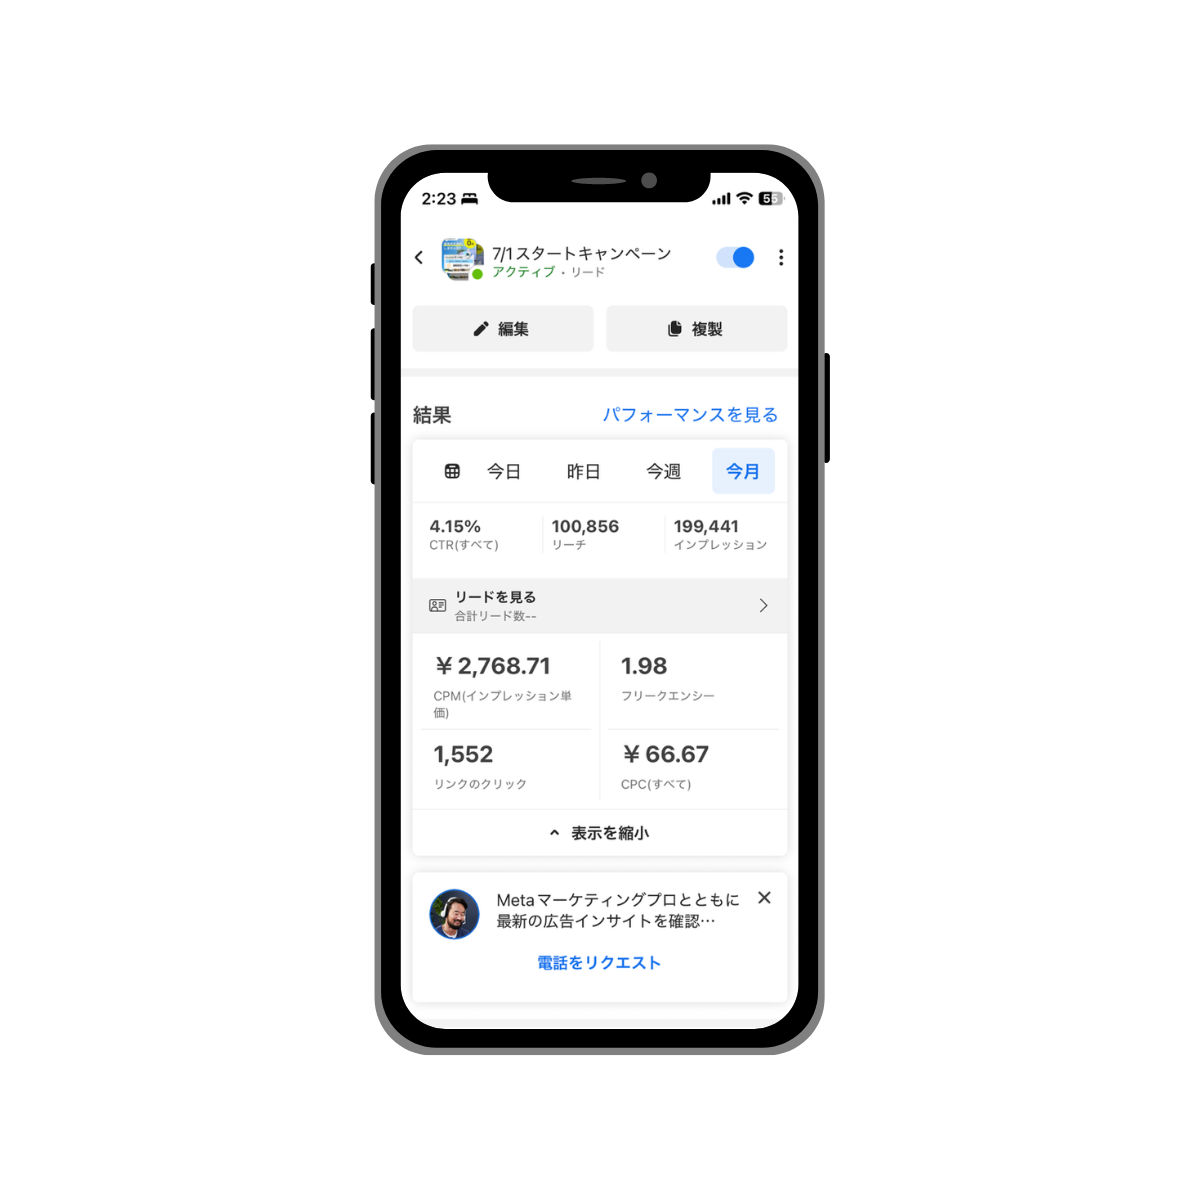 2:23
55
7/1スタートキャンペーン
アクティブ・リード
編集
複製
結果
パフォーマンスを見る
今日 昨日 今週 今月
4.15% 100,856 199,441
CTR(すべて) リーチ インプレッション
リードを見る
合計リード数--
¥2,768.71
CPM(インプレッション単
価)
1.98
フリークエンシー
1,552
リンクのクリック
¥66.67
CPC(すべて)
表示を縮小
Metaマーケティングプロとともに
最新の広告インサイトを確認…
電話をリクエスト